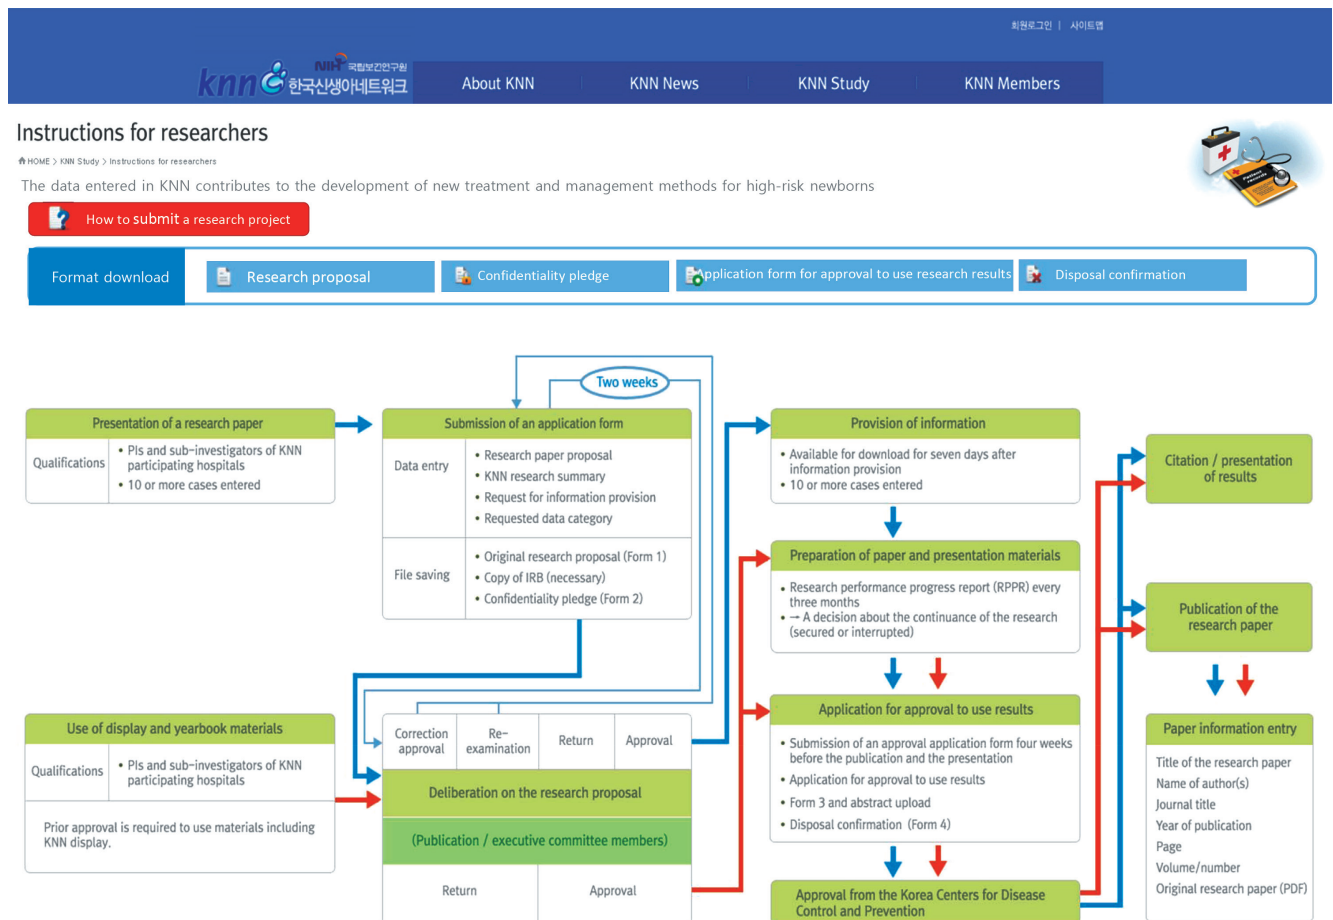 회원로그인 | 사이트맵
NIH 국립보건연구원
knn 한국신생아네트워크
About KNN
KNN News
KNN Study
KNN Members
Instructions for researchers
HOME > KNN Study > Instructions for researchers
The data entered in KNN contributes to the development of new treatment and management methods for high-risk newborns
Patient
records
How to submit a research project
Format download
Research proposal
Confidentiality pledge
Application form for approval to use research results
Disposal confirmation
Two weeks
Presentation of a research paper
Qualifications
• PIs and sub-investigators of KNN
participating hospitals
• 10 or more cases entered
Submission of an application form
Data entry
• Research paper proposal
• KNN research summary
• Request for information provision
• Requested data category
File saving
• Original research proposal (Form 1)
• Copy of IRB (necessary)
• Confidentiality pledge (Form 2)
Use of display and yearbook materials
Qualifications
• PIs and sub-investigators of KNN
participating hospitals
Prior approval is required to use materials including
KNN display.
Correction
approval
Re-
examination
Return
Approval
Deliberation on the research proposal
(Publication / executive committee members)
Return
Approval
Provision of information
• Available for download for seven days after
information provision
• 10 or more cases entered
Preparation of paper and presentation materials
• Research performance progress report (RPPR) every
three months
• → A decision about the continuance of the research
(secured or interrupted)
Application for approval to use results
• Submission of an approval application form four weeks
before the publication and the presentation
• Application for approval to use results
• Form 3 and abstract upload
• Disposal confirmation (Form 4)
Approval from the Korea Centers for Disease
Control and Prevention
Citation / presentation
of results
Publication of the
research paper
Paper information entry
Title of the research paper
Name of author(s)
Journal title
Year of publication
Page
Volume/number
Original research paper (PDF)